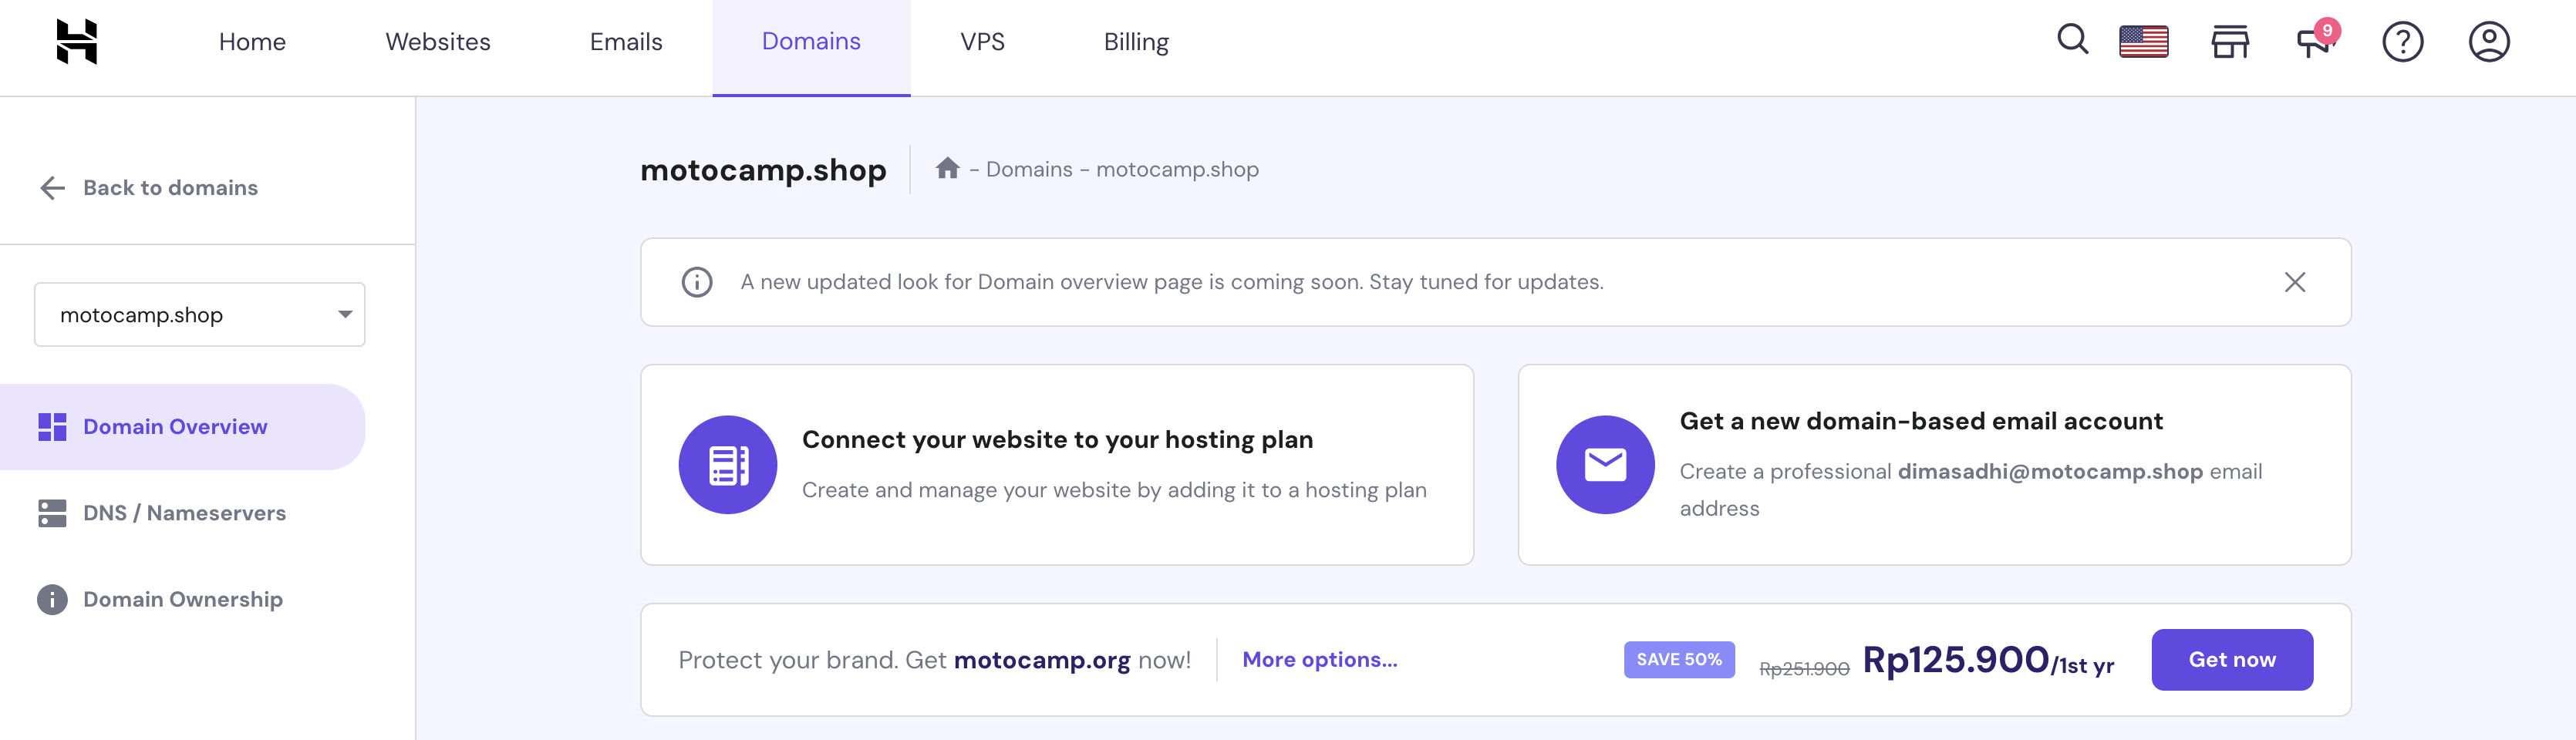 Home Websites Emails Domains VPS Billing 9
Back to domains
motocamp.shop
Domain Overview
DNS / Nameservers
Domain Ownership
motocamp.shop - Domains - motocamp.shop
A new updated look for Domain overview page is coming soon. Stay tuned for updates.
Connect your website to your hosting plan
Create and manage your website by adding it to a hosting plan
Get a new domain-based email account
Create a professional dimasadhi@motocamp.shop email
address
Protect your brand. Get motocamp.org now! More options... SAVE 50% Rp251.900 Rp125.900/1st yr Get now